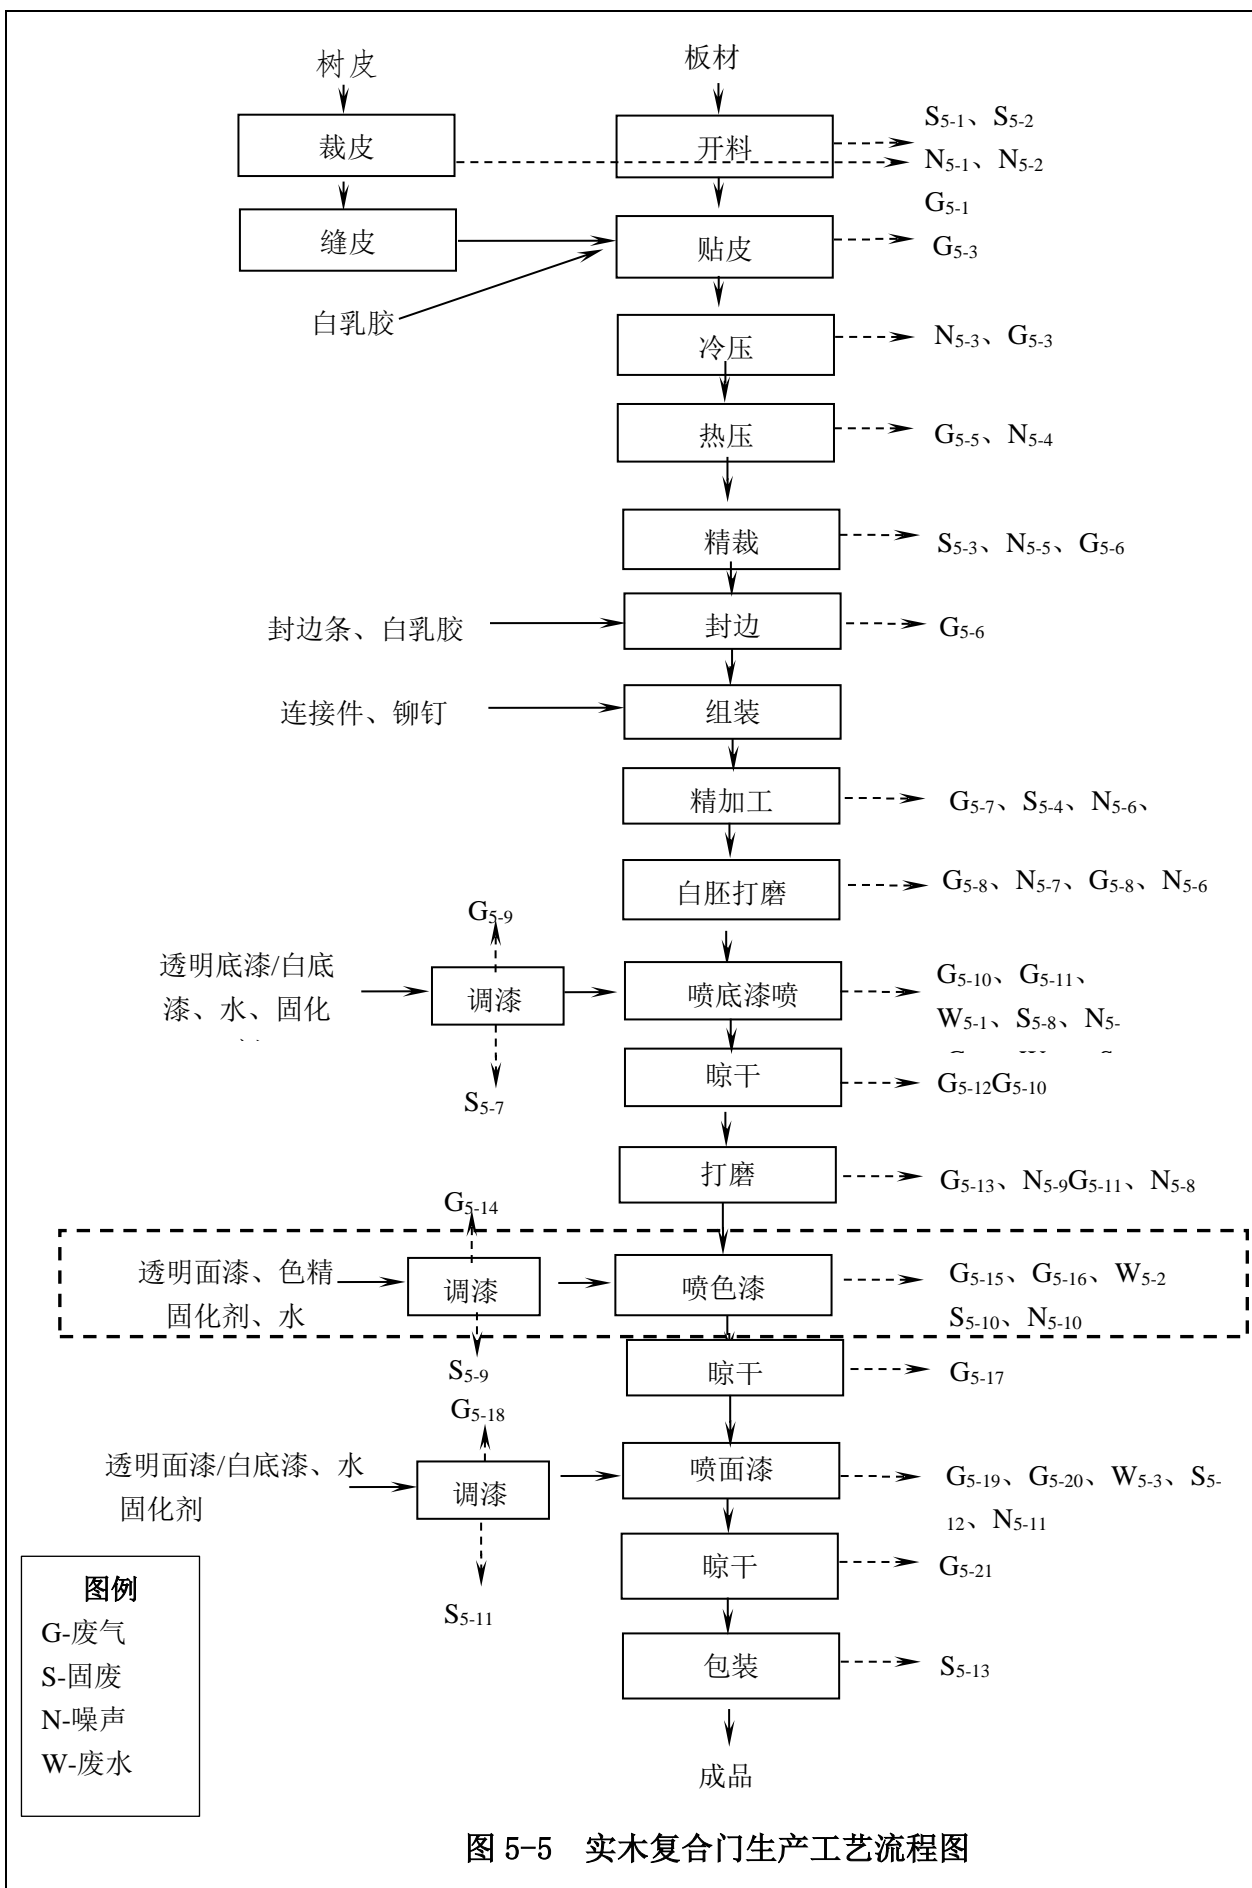 树皮
板材
裁皮
开料
S5-1、S5-2
N5-1、N5-2
G5-1
缝皮
贴皮
G5-3
白乳胶
冷压
N5-3、G5-3
热压
G5-5、N5-4
精裁
S5-3、N5-5、G5-6
封边条、白乳胶
封边
G5-6
连接件、铆钉
组装
精加工
G5-7、S5-4、N5-6、
白胚打磨
G5-8、N5-7、G5-8、N5-6
G5-9
透明底漆/白底
漆、水、固化
调漆
喷底漆喷
G5-10、G5-11、
W5-1、S5-8、N5-
S5-7
晾干
G5-12G5-10
打磨
G5-13、N5-9G5-11、N5-8
G5-14
透明面漆、色精
固化剂、水
调漆
喷色漆
G5-15、G5-16、W5-2
S5-10、N5-10
S5-9
晾干
G5-17
G5-18
透明面漆/白底漆、水
固化剂
调漆
喷面漆
G5-19、G5-20、W5-3、S5-
12、N5-11
S5-11
晾干
G5-21
包装
S5-13
成品
图例
G-废气
S-固废
N-噪声
W-废水
图 5-5 实木复合门生产工艺流程图